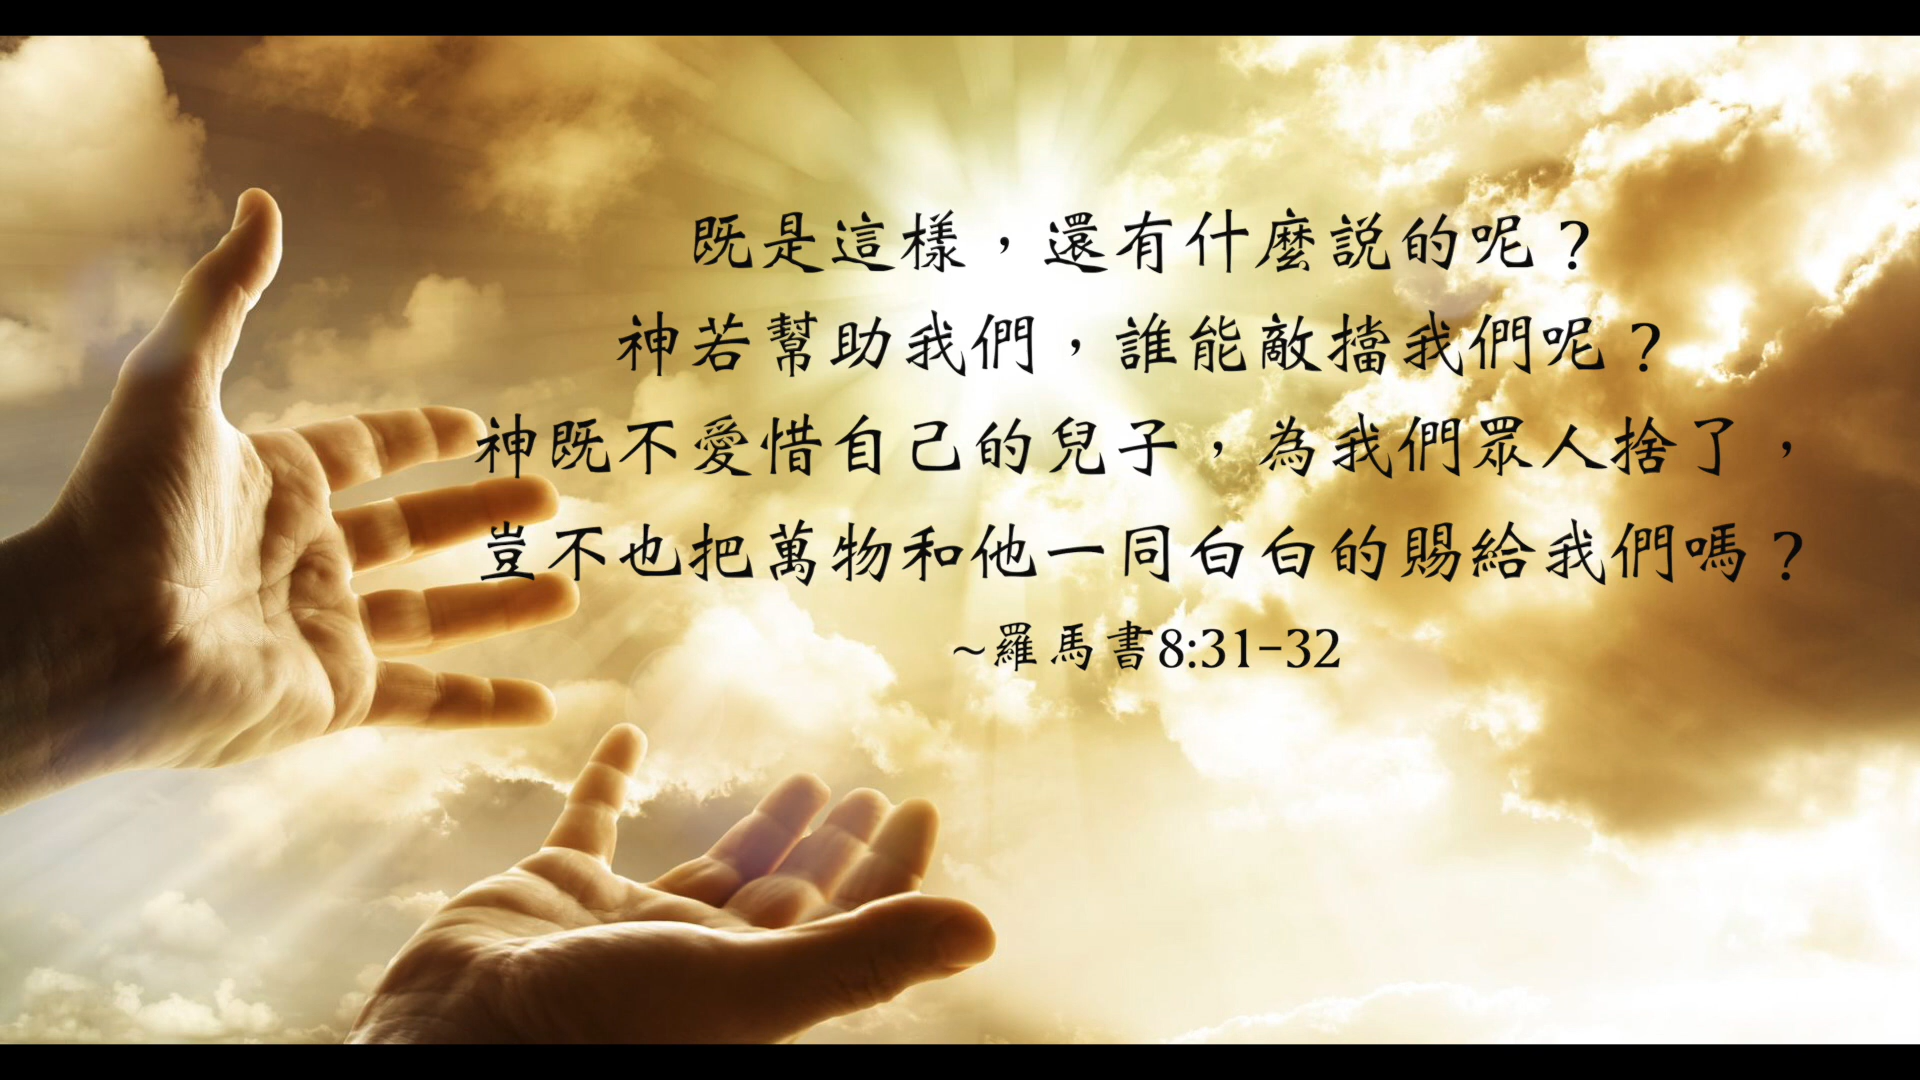 既是這樣，還有什麼説的呢？
神若幫助我們，誰能敵擋我們呢？
神既不愛惜自己的兒子，為我們眾人捨了，
豈不也把萬物和他一同白白的賜給我們嗎？
~羅馬書8:31-32